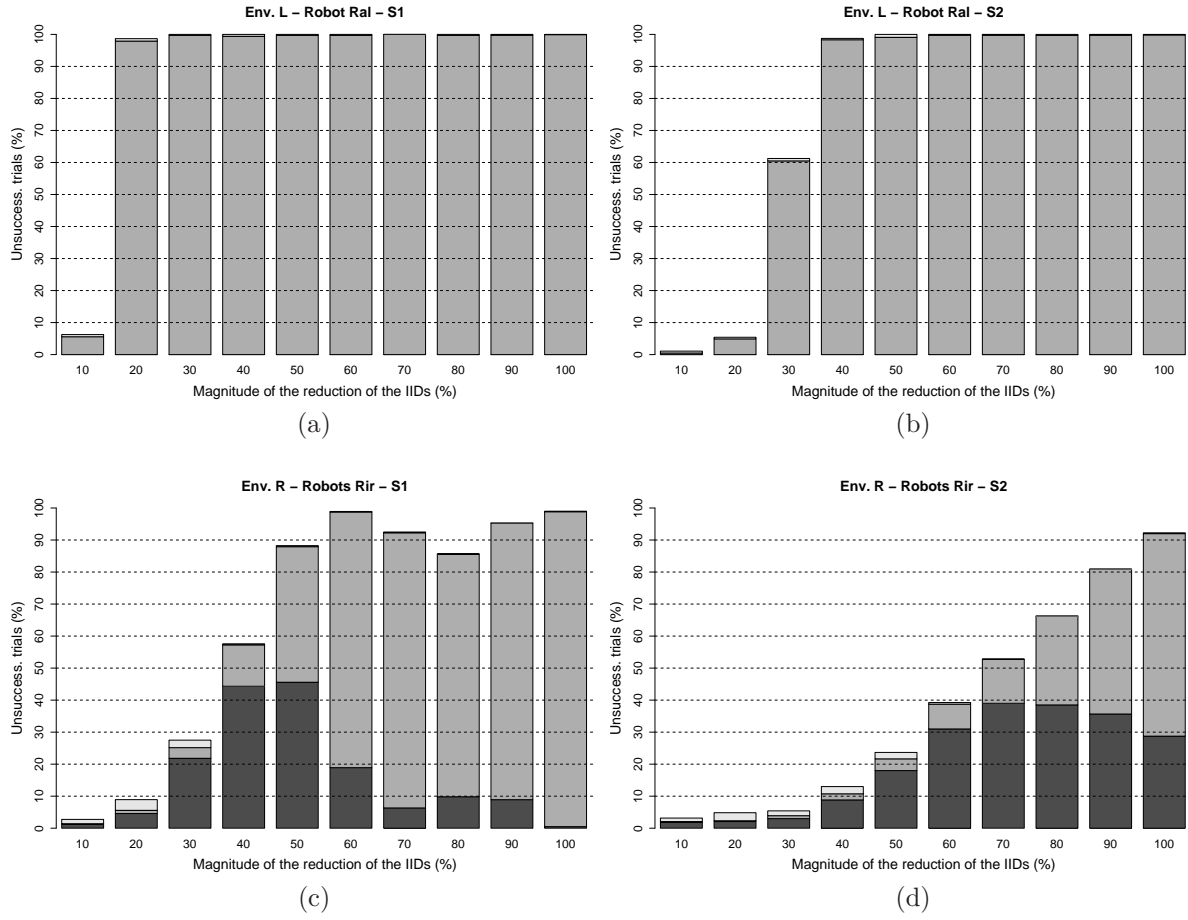 Env. L – Robot Ral – S1
Unsuccess. trials (%)
100
90
80
70
60
50
40
30
20
10
0
10 20 30 40 50 60 70 80 90 100
Magnitude of the reduction of the IIDs (%)
(a)
Env. L – Robot Ral – S2
Unsuccess. trials (%)
100
90
80
70
60
50
40
30
20
10
0
10 20 30 40 50 60 70 80 90 100
Magnitude of the reduction of the IIDs (%)
(b)
Env. R – Robots Rir – S1
Unsuccess. trials (%)
100
90
80
70
60
50
40
30
20
10
0
10 20 30 40 50 60 70 80 90 100
Magnitude of the reduction of the IIDs (%)
(c)
Env. R – Robots Rir – S2
Unsuccess. trials (%)
100
90
80
70
60
50
40
30
20
10
0
10 20 30 40 50 60 70 80 90 100
Magnitude of the reduction of the IIDs (%)
(d)